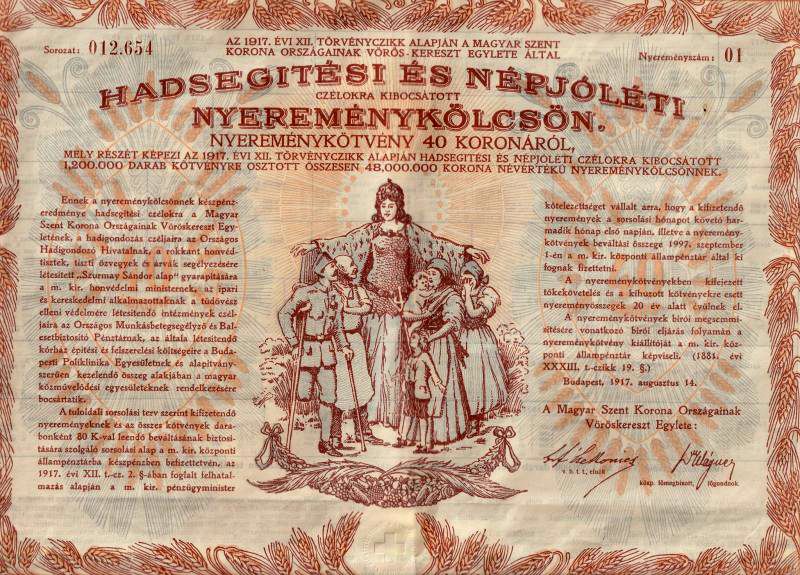 Sorozat: 012.654
AZ 1917. ÉVI XII. TÖRVÉNYCZIKK ALAPJÁN A MAGYAR SZENT
KORONA ORSZÁGAINAK VÖRÖS-KERESZT EGYLETE ÁLTAL
Nyereményszám: 01
HADSEGITÉSI ÉS NÉPJÓLÉTI
CZÉLOKRA KIBOCSÁTOTT
NYEREMÉNYKÖLCSÖN.
NYEREMÉNYKÖTVÉNY 40 KORONÁRÓL,
MELY RÉSZÉT KÉPEZI AZ 1917. ÉVI XII. TÖRVÉNYCZIKK ALAPJÁN HADSEGITÉSI ÉS NÉPJÓLÉTI CZÉLOKRA KIBOCSÁTOTT
1,200.000 DARAB KÖTVÉNYRE OSZTOTT ÖSSZESEN 48,000.000 KORONA NÉVÉRTÉKÜ NYEREMÉNYKÖLCSÖNNEK.
Ennek a nyereménykölcsönnek készpénz-
eredménye hadsegitési czélokra a Magyar
Szent Korona Országainak Vöröskereszt Egy-
letének, a hadigondozás czéljaira az Országos
Hadigondozó Hivatalnak, a rokkant honvéd-
tisztek, tiszti özvegyek és árvák segélyezésére
létesitett „Szurmay Sándor alap" gyarapitására
a m. kir. honvédelmi ministernek, az ipari
és kereskedelmi alkalmazottaknak a tüdővész
elleni védelmére létesitendő intézmények czél-
jaira az Országos Munkásbetegsegélyző és Bal-
esetbiztositó Pénztárnak, az általa létesitendő
kórház épitési és felszerelési költségeire a Buda-
pesti Poliklinika Egyesületnek és alapitvány-
szerűen kezelendő összeg alakjában a magyar
közművelődési egyesületeknek rendelkezésére
bocsáttatik.
A túloldali sorsolási terv szerint kifizetendő
nyereményeknek és az összes kötvények dara-
bonként 80 K-val leendő beváltásának biztosi-
tására szolgáló sorsolási alap a m. kir. központi
állampénztárba készpénzben befizettetvén, az
1917. évi XII. t.-cz. 2. §-ában foglalt felhatal-
mazás alapján a m. kir. pénzügyminister
kötelezettséget vállalt arra, hogy a kifizetendő
nyeremények a sorsolási hónapot követő har-
madik hónap első napján, illetve a nyeremény-
kötvények beváltási összege 1997. szeptember
1-én a m. kir. központi állampénztár által ki
fognak fizettetni.
A nyereménykötvényekben kifejezett
tőkekövetelés és a kihuzott kötvényekre esett
nyereményösszegek 20 év alatt évülnek el.
A nyereménykötvények birói megsemmi-
sitésére vonatkozó birói eljárás folyamán a
nyereménykötvény kiállitóját a m. kir. köz-
ponti állampénztár képviseli. (1881. évi
XXXIII. t.-czikk. 19. §.)
Budapest, 1917. augusztus 14.
A Magyar Szent Korona Országainak
Vöröskereszt Egylete:
v. b. t. t., elnök
közp. főmegbizott, főgondnok.